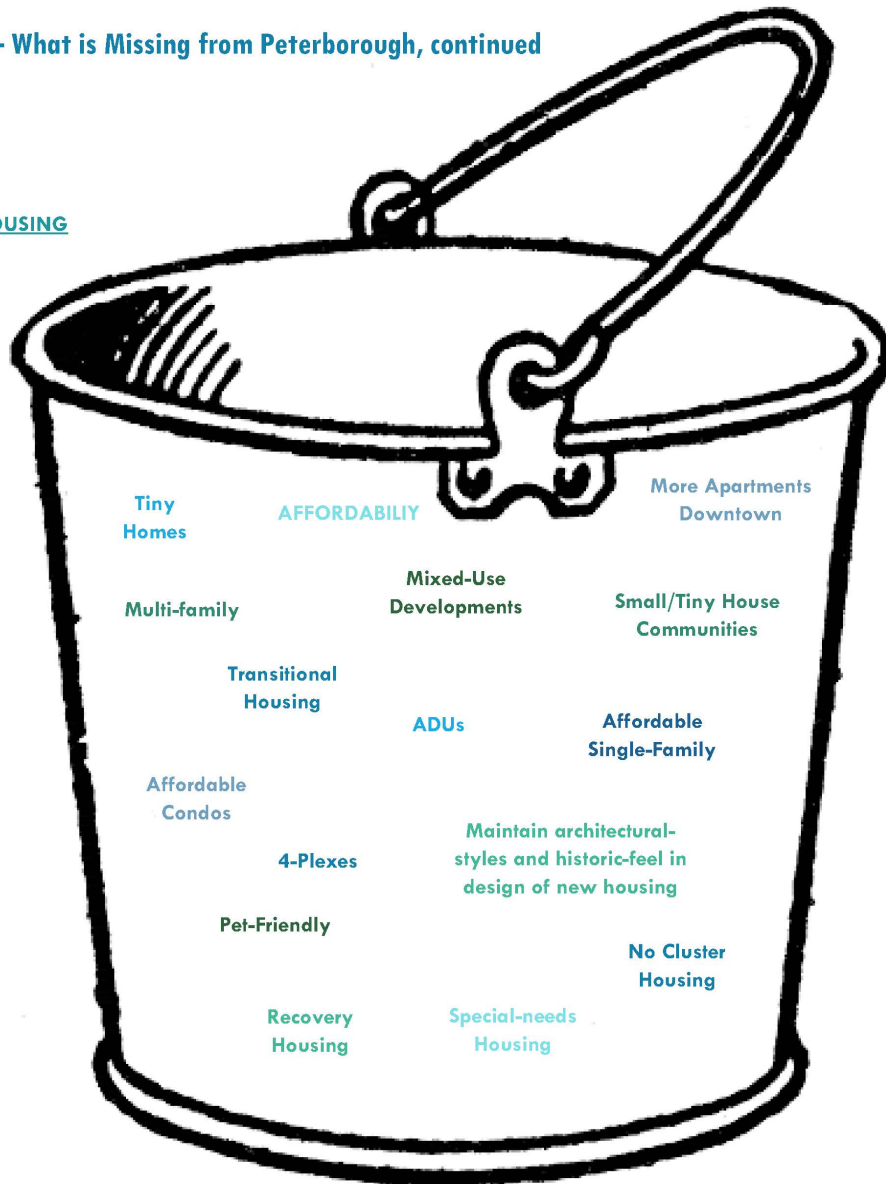 - What is Missing from Peterborough, continued
OUSING
Tiny
Homes
AFFORDABILIY
More Apartments
Downtown
Mixed-Use
Developments
Multi-family
Small/Tiny House
Communities
Transitional
Housing
ADUs
Affordable
Single-Family
Affordable
Condos
Maintain architectural-
styles and historic-feel in
design of new housing
4-Plexes
Pet-Friendly
No Cluster
Housing
Recovery
Housing
Special-needs
Housing